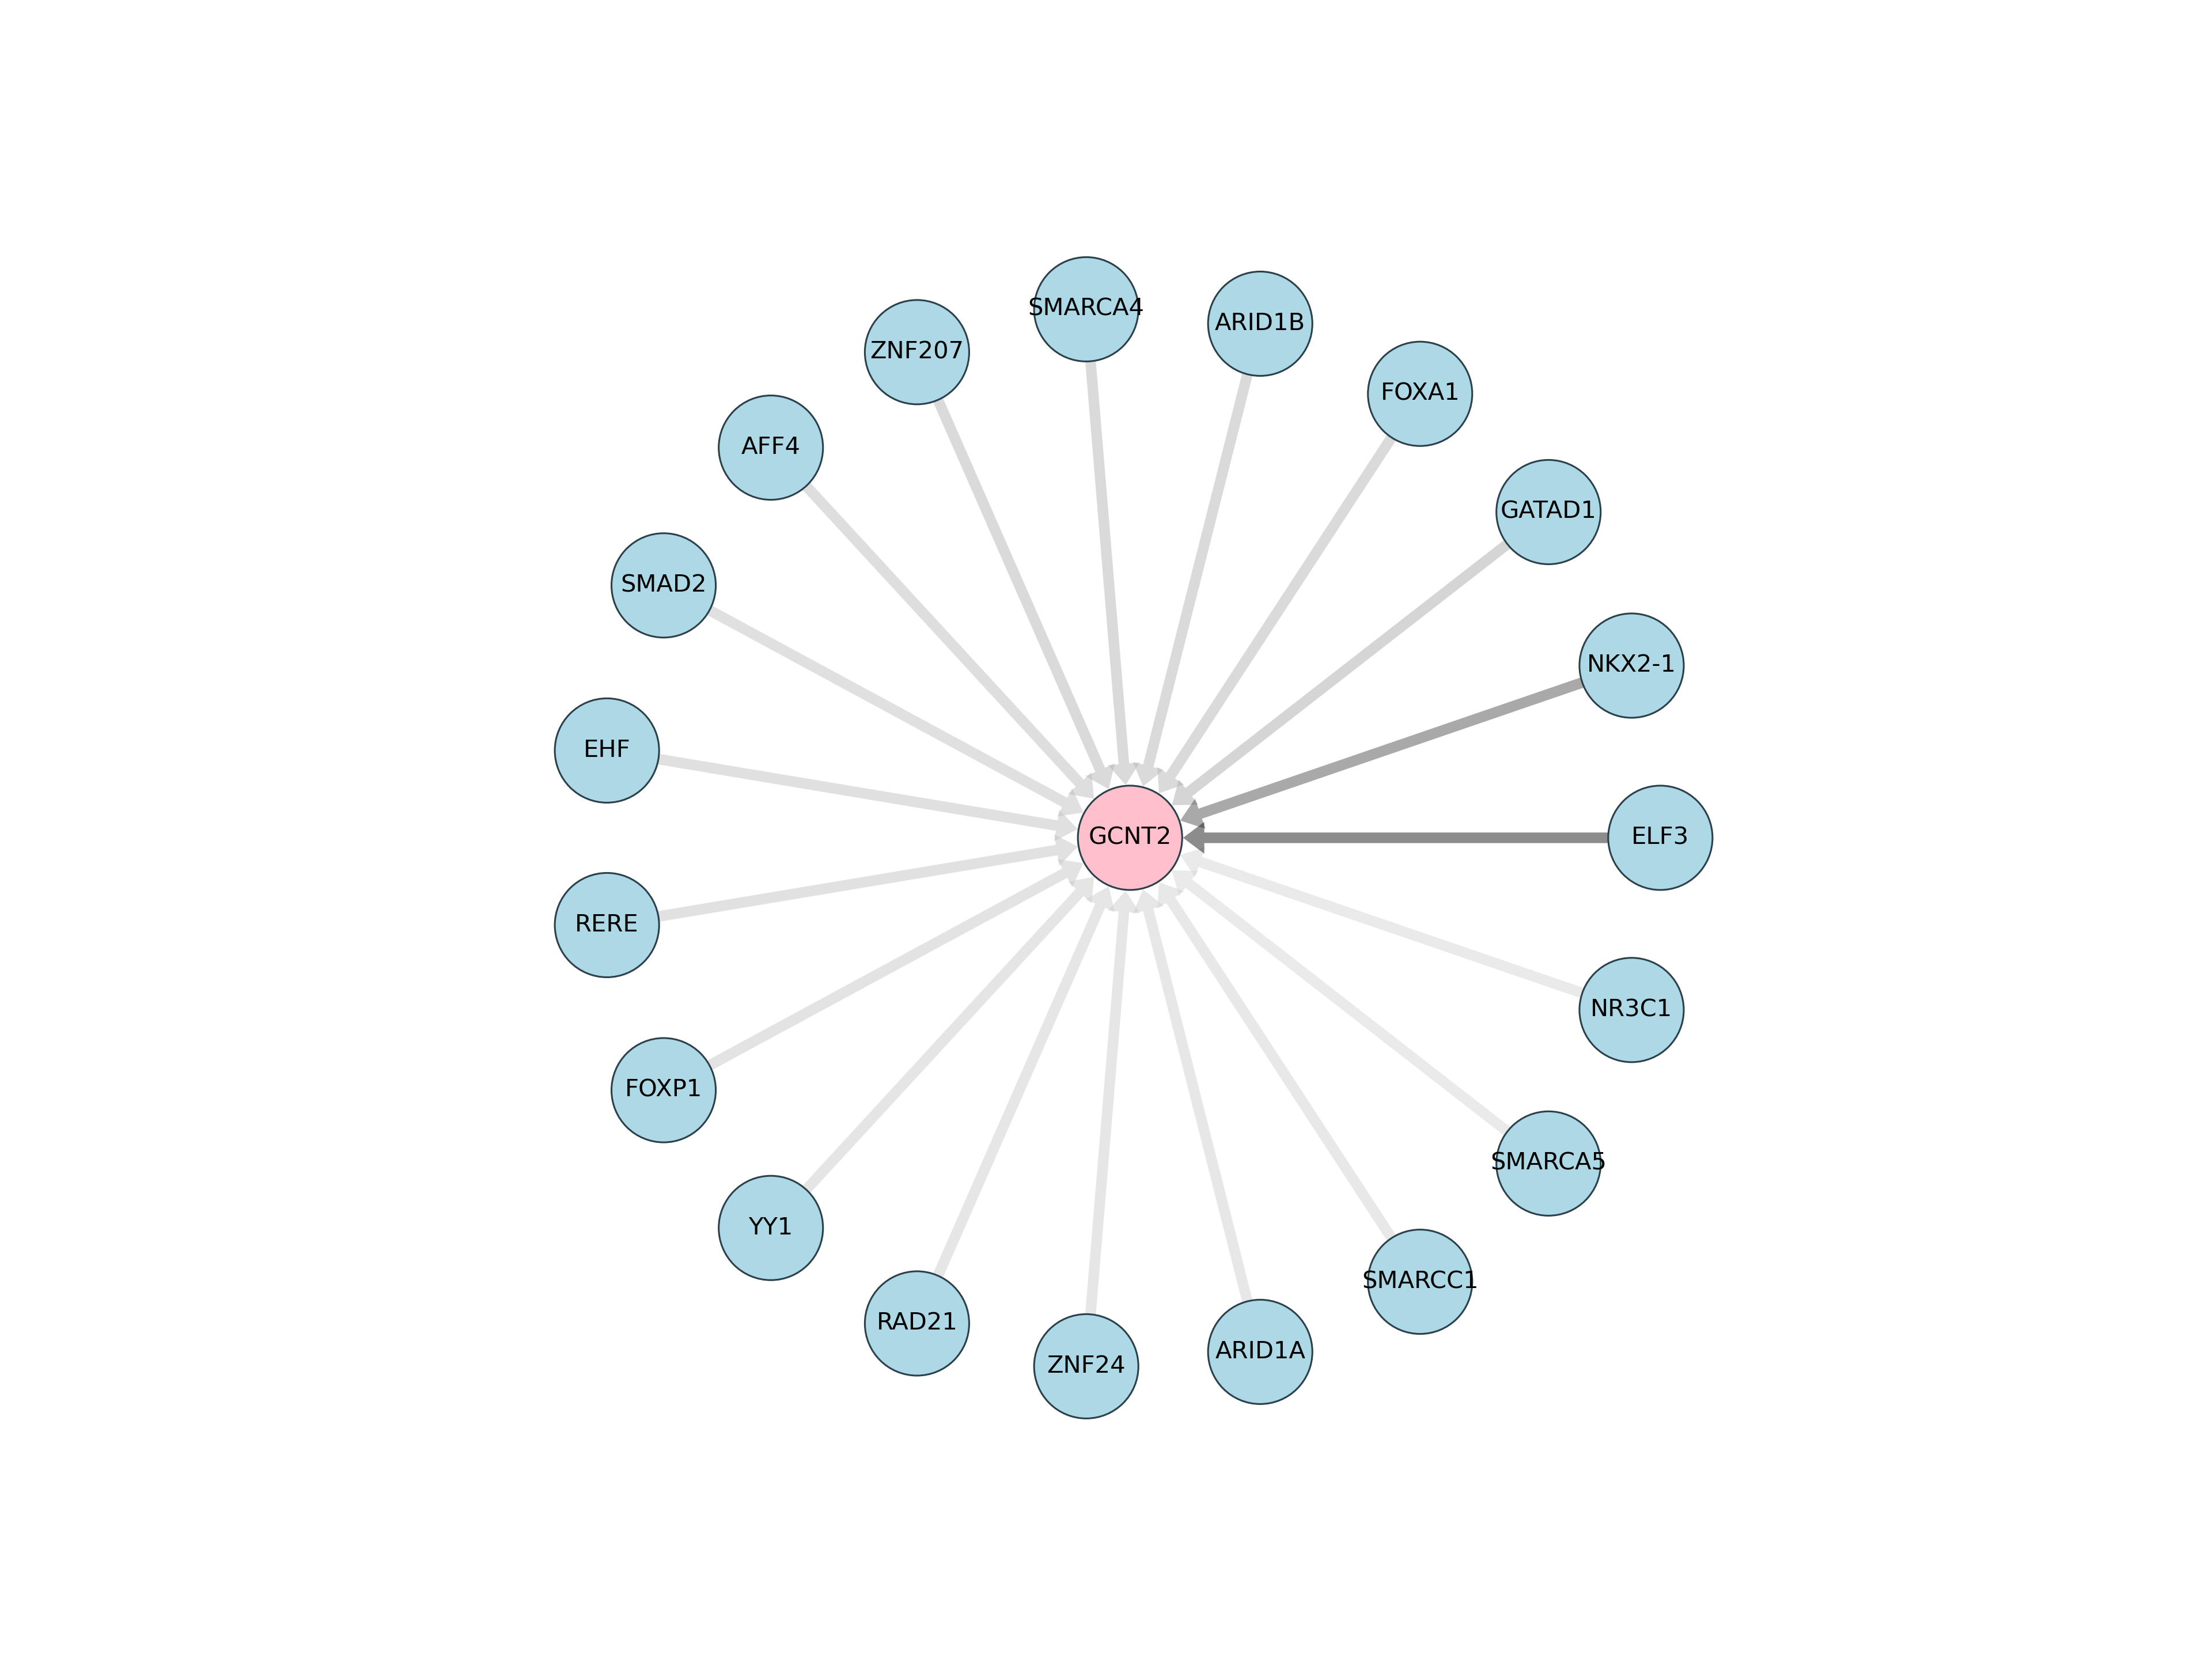 SMARCA4
ARID1B
ZNF207
FOXA1
AFF4
GATAD1
SMAD2
NKX2-1
EHF
GCNT2
ELF3
RERE
NR3C1
FOXP1
SMARCA5
YY1
SMARCC1
RAD21
ARID1A
ZNF24